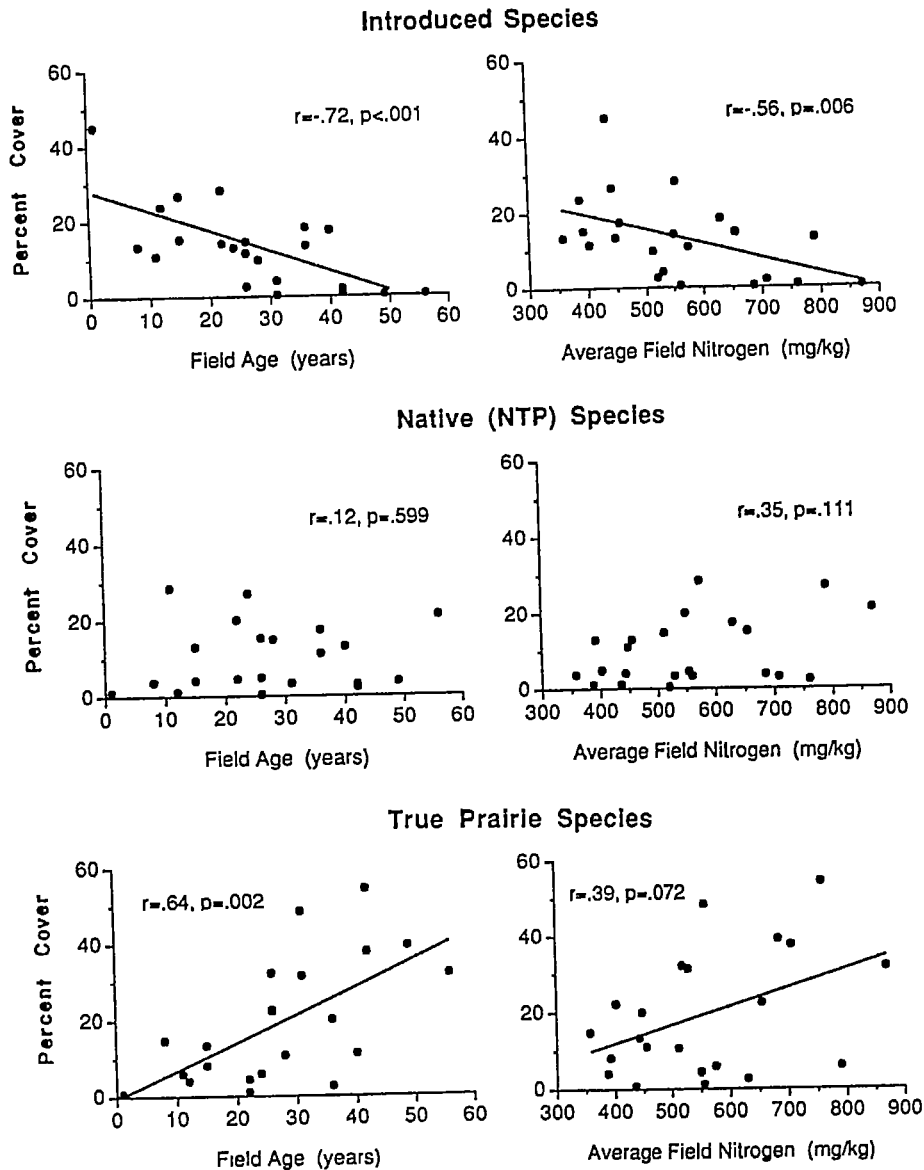 Introduced Species
Percent Cover
60
40
20
0
r=-.72, p<.001
0 10 20 30 40 50 60
Field Age (years)
60
40
20
0
r=-.56, p=.006
300 400 500 600 700 800 900
Average Field Nitrogen (mg/kg)
Native (NTP) Species
Percent Cover
60
40
20
0
r=.12, p=.599
0 10 20 30 40 50 60
Field Age (years)
60
40
20
0
r=.35, p=.111
300 400 500 600 700 800 900
Average Field Nitrogen (mg/kg)
True Prairie Species
Percent Cover
60
40
20
0
r=.64, p=.002
0 10 20 30 40 50 60
Field Age (years)
60
40
20
0
r=.39, p=.072
300 400 500 600 700 800 900
Average Field Nitrogen (mg/kg)